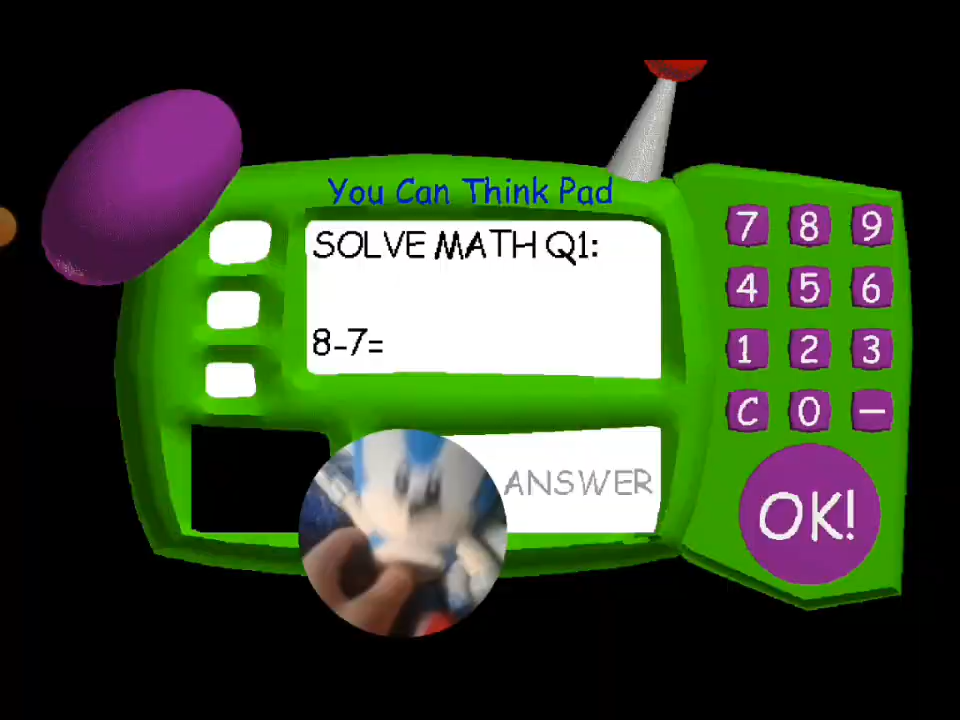 You Can Think Pad
SOLVE MATH Q1:
8-7=
ANSWER
7 8 9
4 5 6
1 2 3
C 0 -
OK!